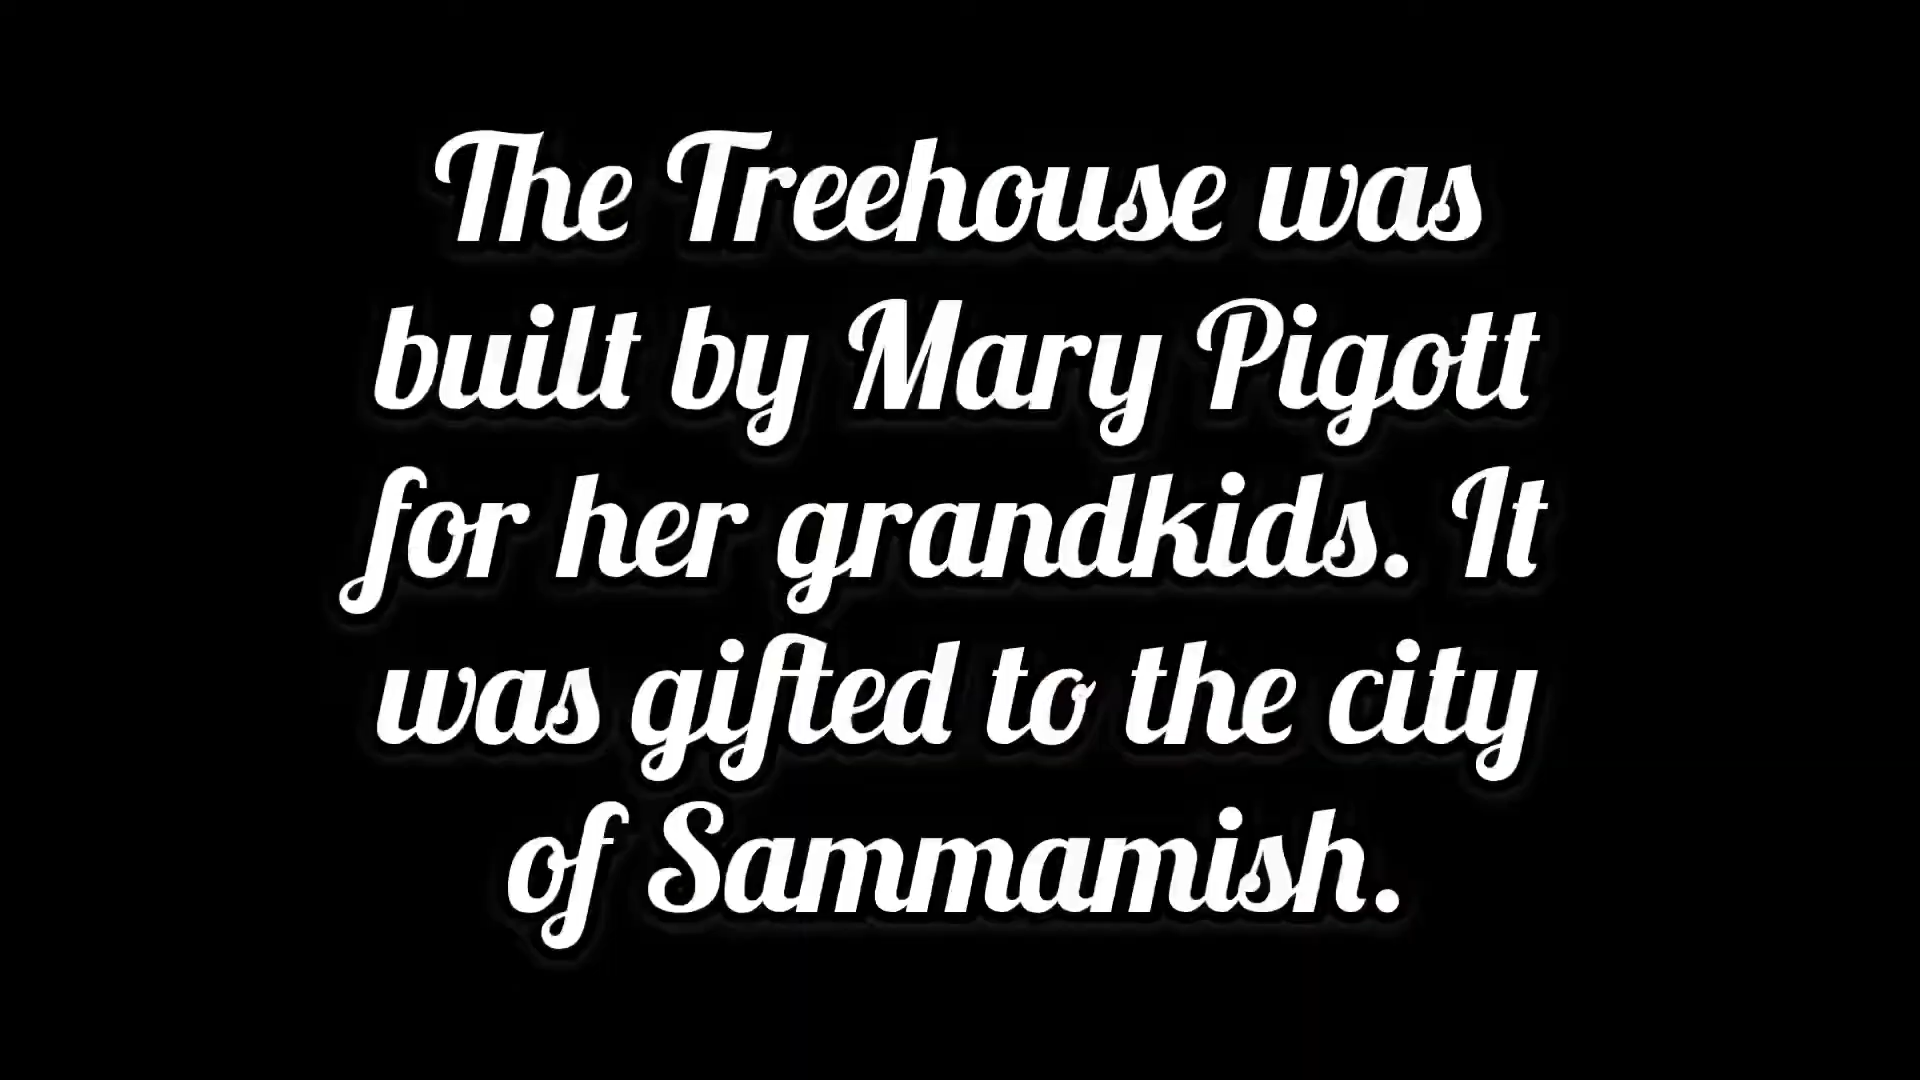 The Treehouse was
built by Mary Pigott
for her grandkids. It
was gifted to the city
of Sammamish.